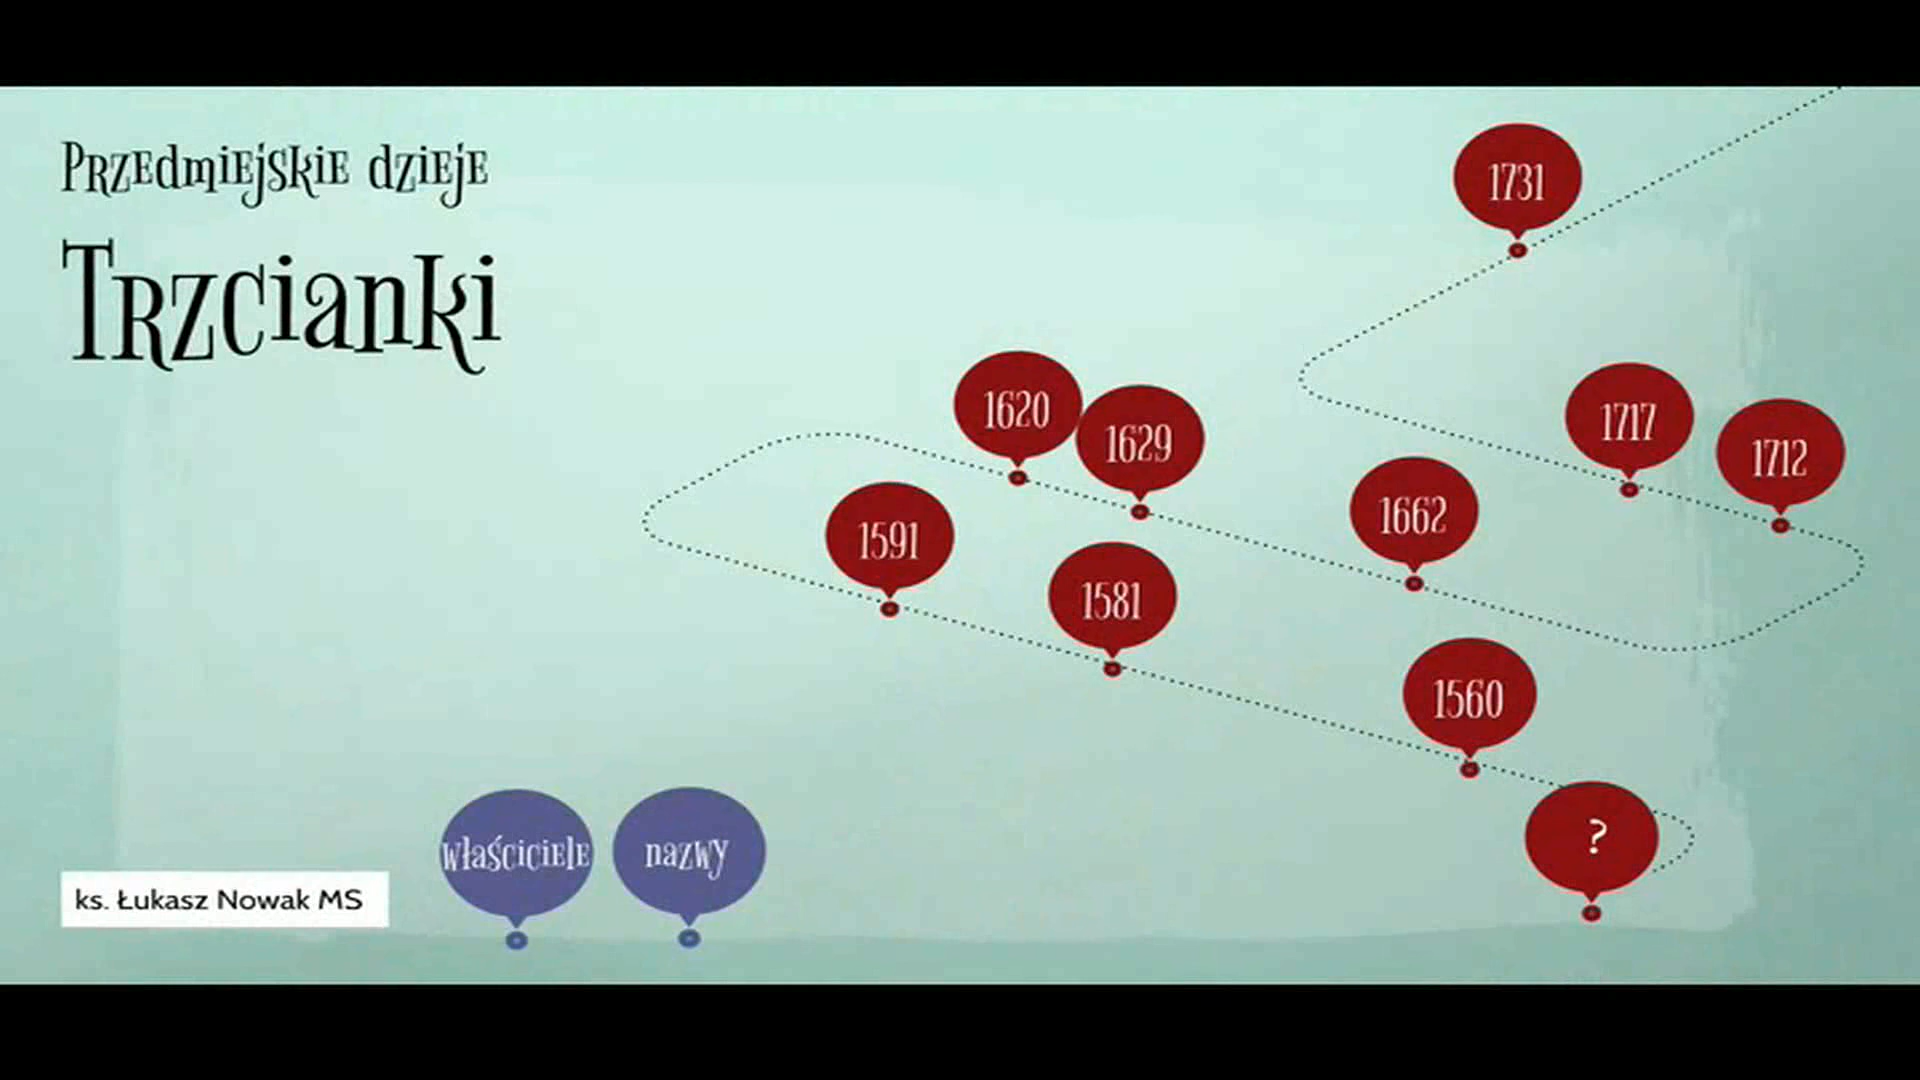 Przedmiejskie dzieje
Trzcianki
1731
1620
1629
1717
1712
1662
1591
1581
1560
?
właściciele
nazwy
ks. Łukasz Nowak MS